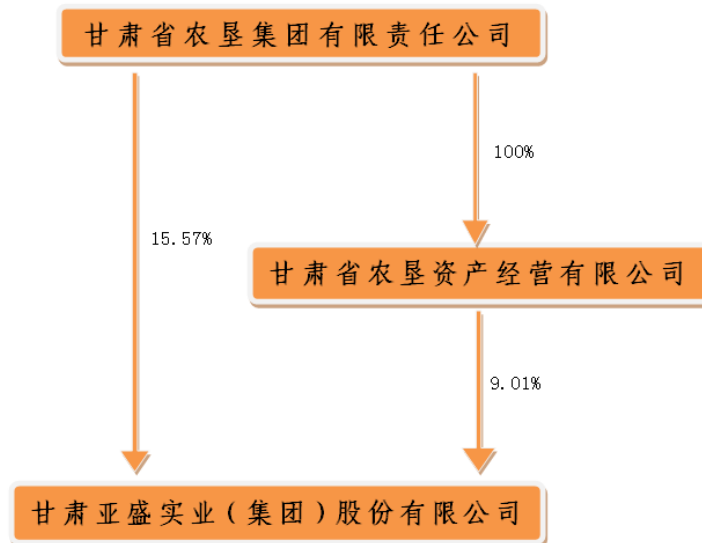 甘肃省农垦集团有限责任公司
100%
15.57%
甘肃省农垦资产经营有限公司
9.01%
甘肃亚盛实业(集团)股份有限公司